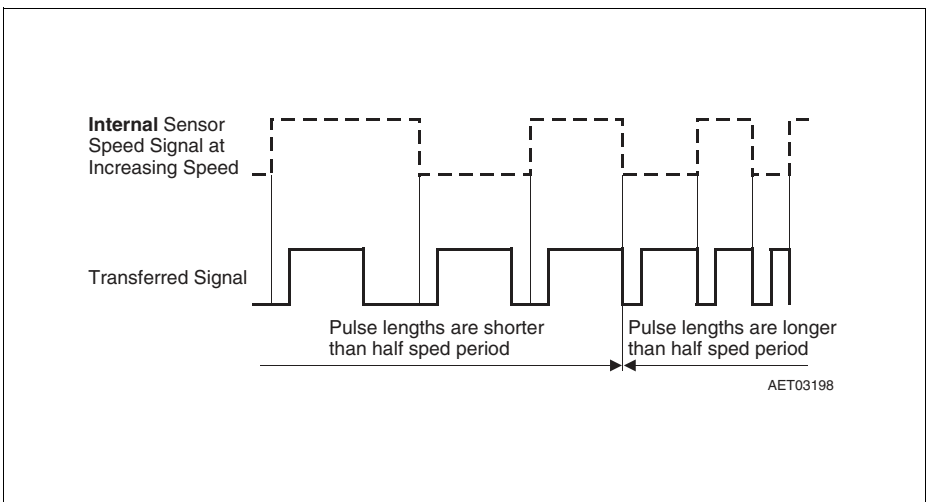 Internal Sensor
Speed Signal at
Increasing Speed
Transferred Signal
Pulse lengths are shorter
than half sped period
Pulse lengths are longer
than half sped period
AET03198